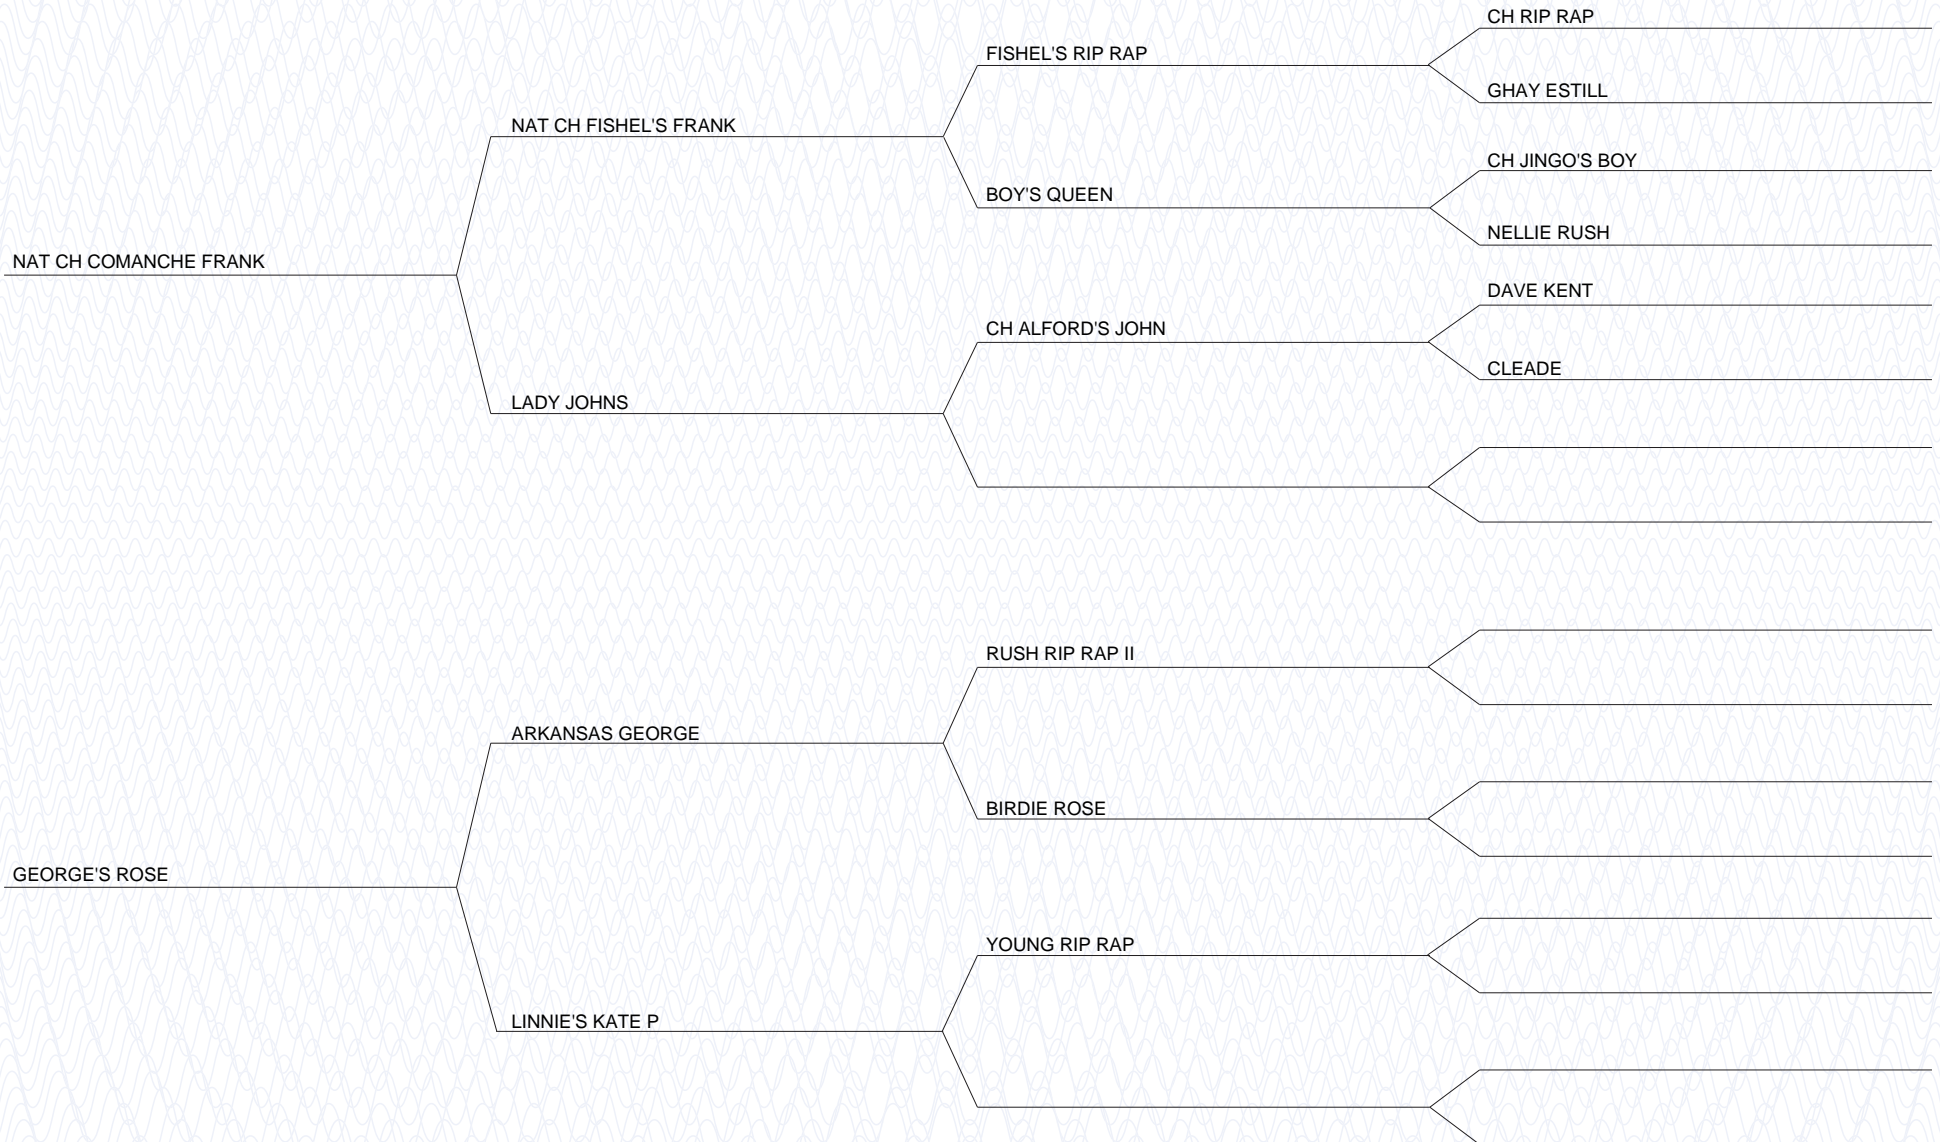 CH RIP RAP
FISHEL'S RIP RAP
GHAY ESTILL
NAT CH FISHEL'S FRANK
CH JINGO'S BOY
BOY'S QUEEN
NELLIE RUSH
NAT CH COMANCHE FRANK
DAVE KENT
CH ALFORD'S JOHN
CLEADE
LADY JOHNS
RUSH RIP RAP II
ARKANSAS GEORGE
BIRDIE ROSE
GEORGE'S ROSE
YOUNG RIP RAP
LINNIE'S KATE P